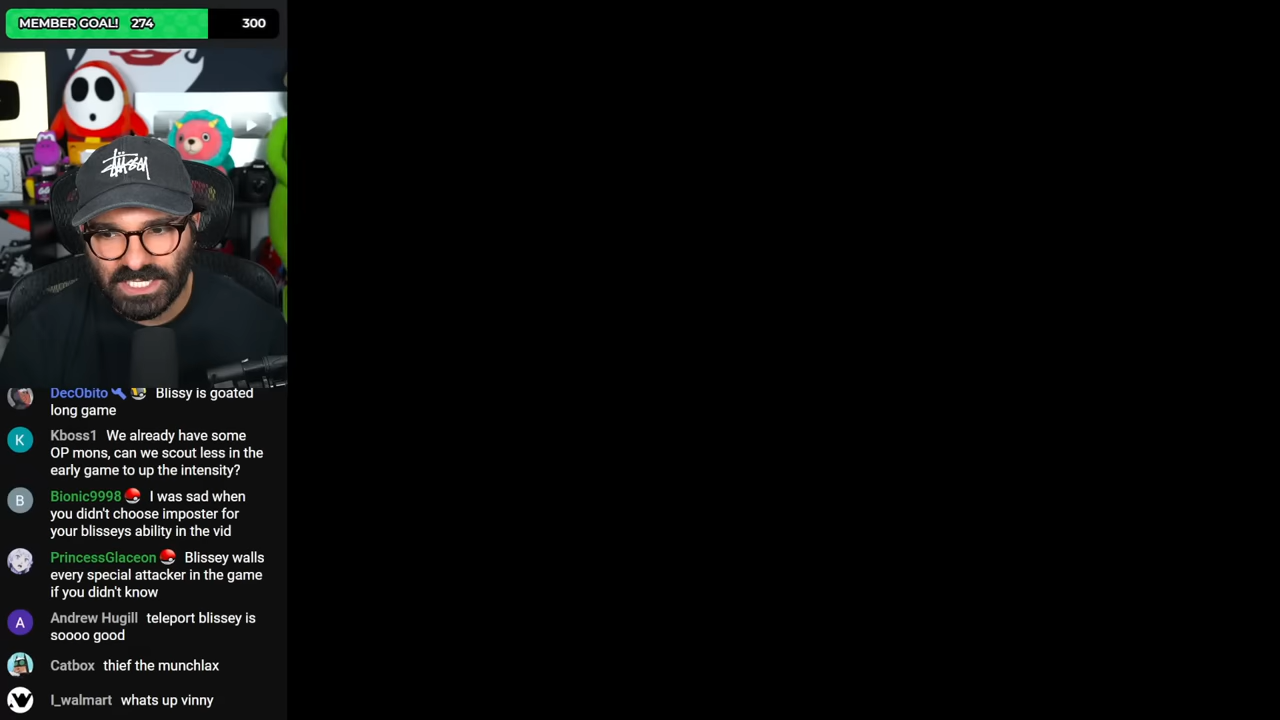 MEMBER GOAL! 274 300
Stüssy
DecObito Blissy is goated
long game
K Kboss1 We already have some
OP mons, can we scout less in the
early game to up the intensity?
B Bionic9998 I was sad when
you didn't choose imposter for
your blisseys ability in the vid
PrincessGlaceon Blissey walls
every special attacker in the game
if you didn't know
A Andrew Hugill teleport blissey is
soooo good
Catbox thief the munchlax
I_walmart whats up vinny